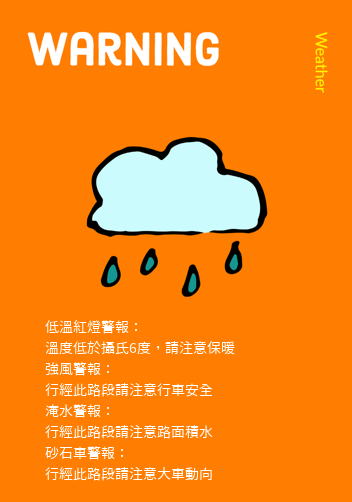 WARNING
Weather
低溫紅燈警報：
溫度低於攝氏6度，請注意保暖
強風警報：
行經此路段請注意行車安全
淹水警報：
行經此路段請注意路面積水
砂石車警報：
行經此路段請注意大車動向